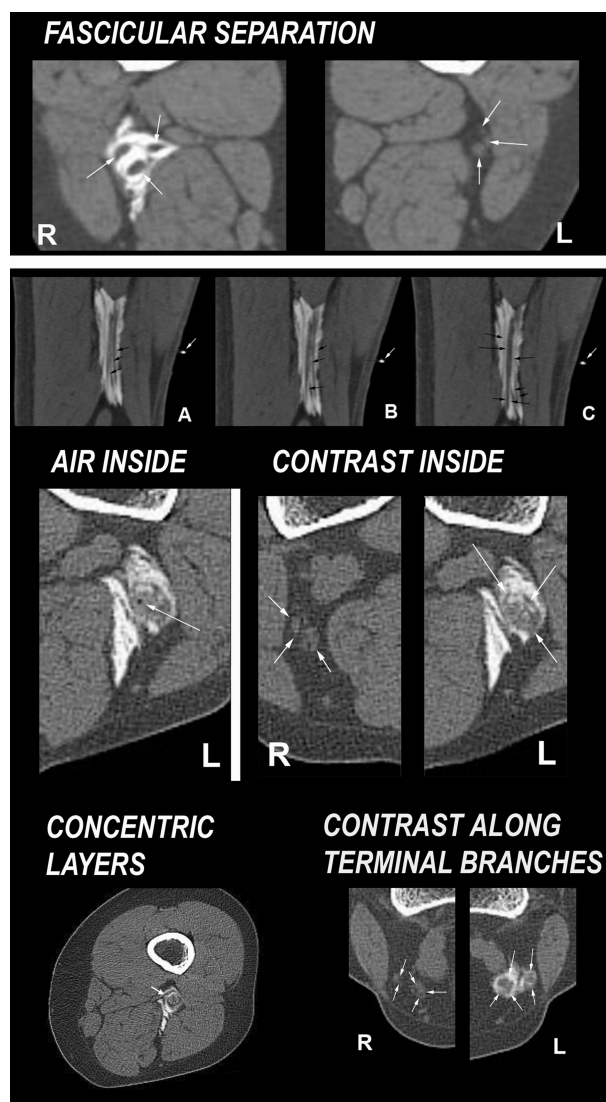 FASCICULAR SEPARATION
R
L
A
B
C
AIR INSIDE
CONTRAST INSIDE
L
R
L
CONCENTRIC
LAYERS
CONTRAST ALONG
TERMINAL BRANCHES
R
L